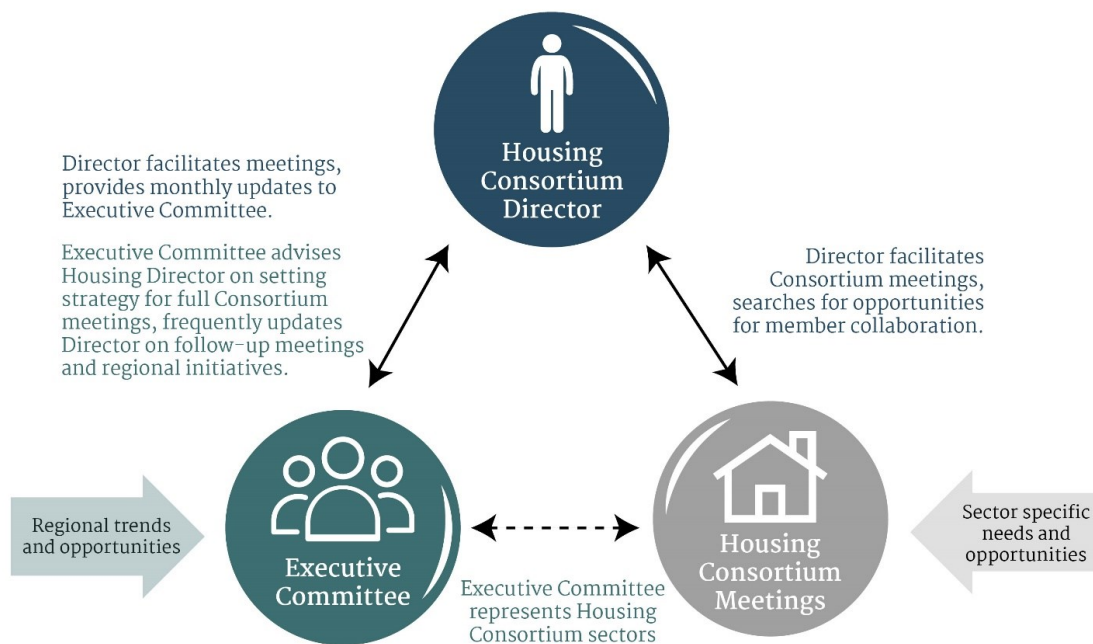 Housing
Consortium
Director
Director facilitates meetings,
provides monthly updates to
Executive Committee.
Executive Committee advises
Housing Director on setting
strategy for full Consortium
meetings, frequently updates
Director on follow-up meetings
and regional initiatives.
Director facilitates
Consortium meetings,
searches for opportunities
for member collaboration.
Regional trends
and opportunities
Executive
Committee
Executive Committee
represents Housing
Consortium sectors
Housing
Consortium
Meetings
Sector specific
needs and
opportunities